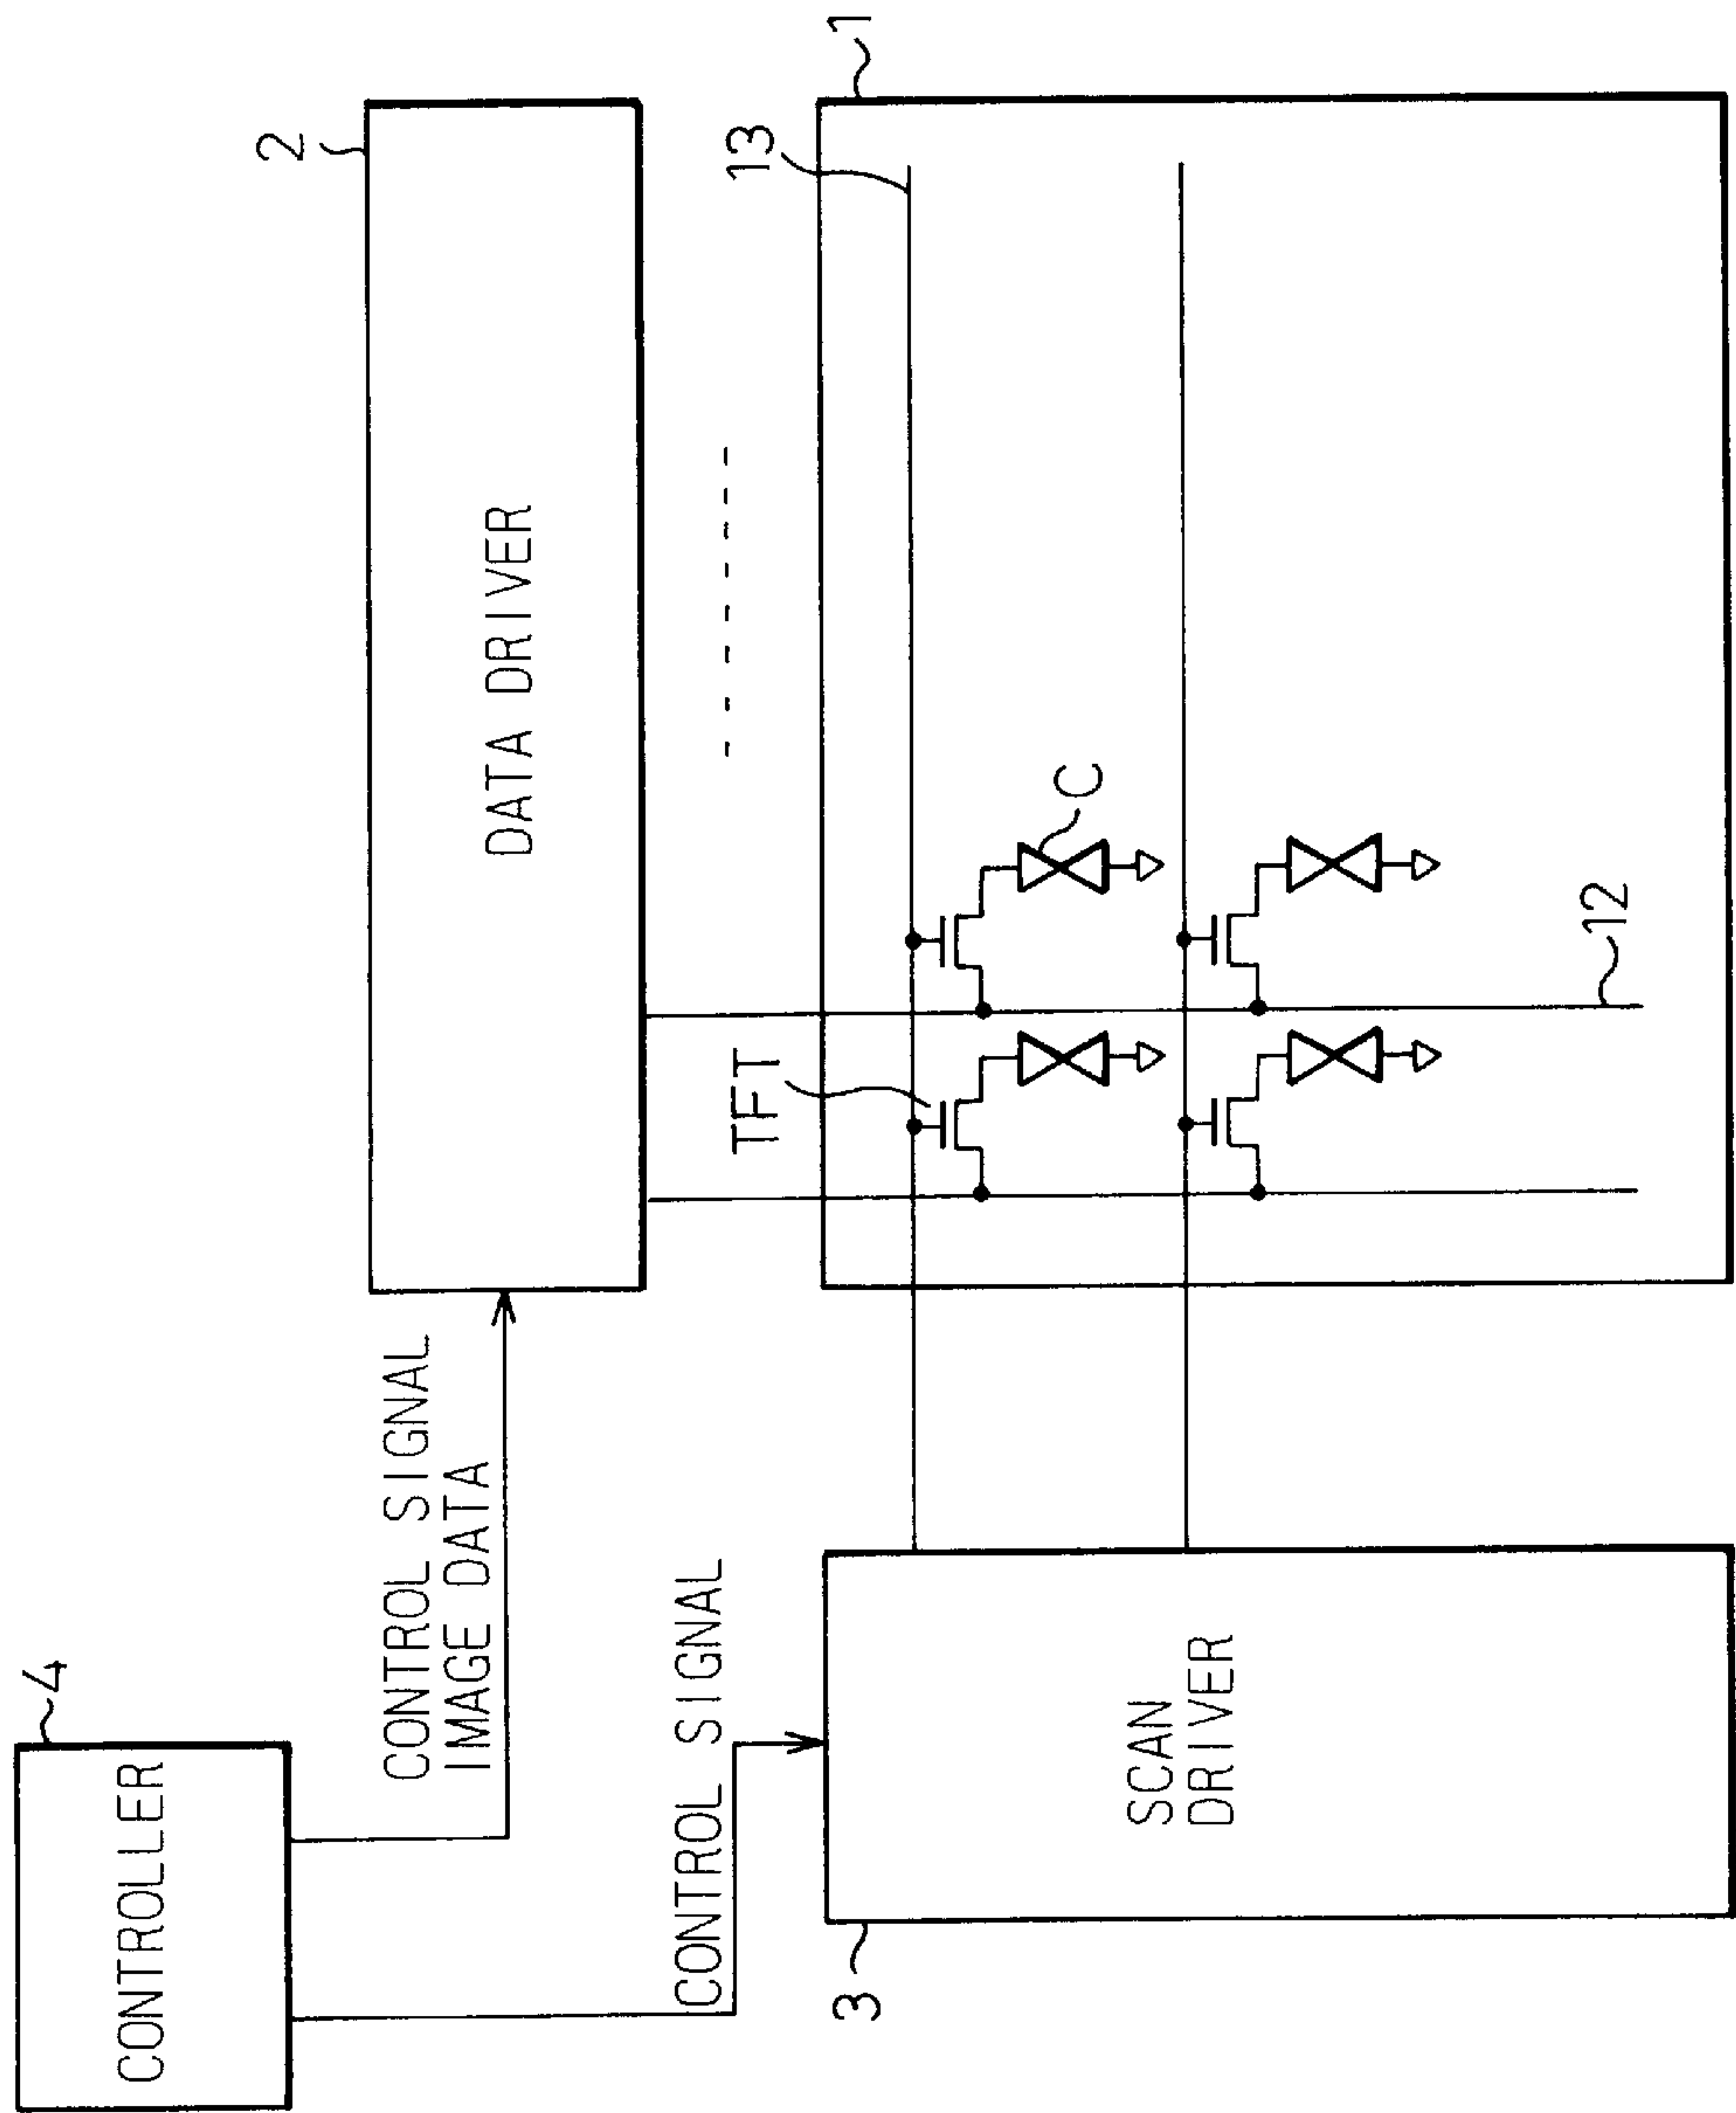 CONTROLLER
4
CONTROL SIGNAL
IMAGE DATA
2
DATA DRIVER
CONTROL SIGNAL
TFT
13
1
3
SCAN
DRIVER
C
12